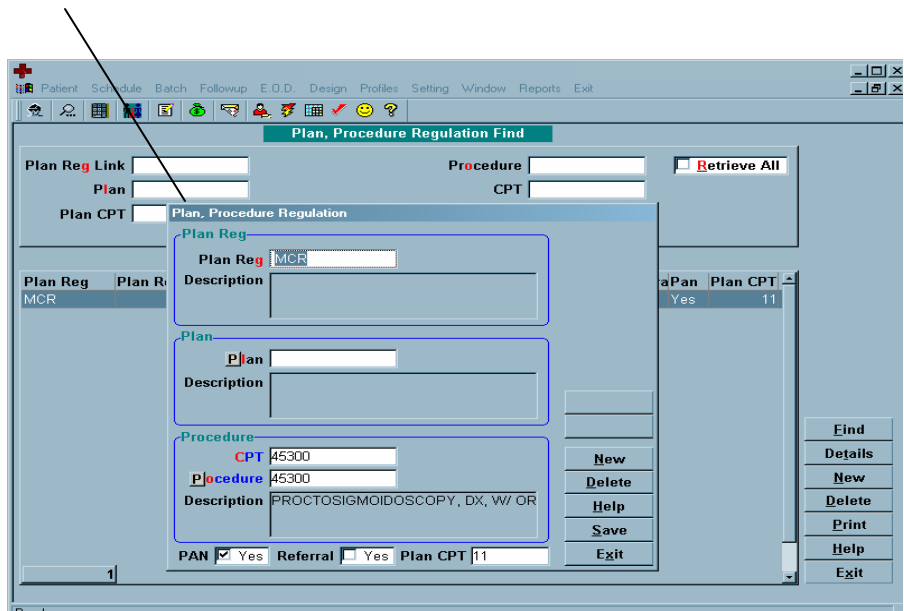 Patient Schedule Batch Followup E.O.D. Design Profiles Setting Window Reports Exit
Plan, Procedure Regulation Find
Plan Reg Link Procedure Retrieve All
Plan CPT
Plan CPT
Plan, Procedure Regulation
Plan Reg
Plan Reg MCR
Description
Plan
Plan
Description
Procedure
CPT 45300
Procedure 45300
Description PROCTOSIGMOIDOSCOPY, DX, W/ OR
PAN Yes Referral Yes Plan CPT 11
New
Delete
Help
Save
Exit
Plan Reg Plan Pan Plan CPT
MCR Yes 11
1
Find
Details
New
Delete
Print
Help
Exit